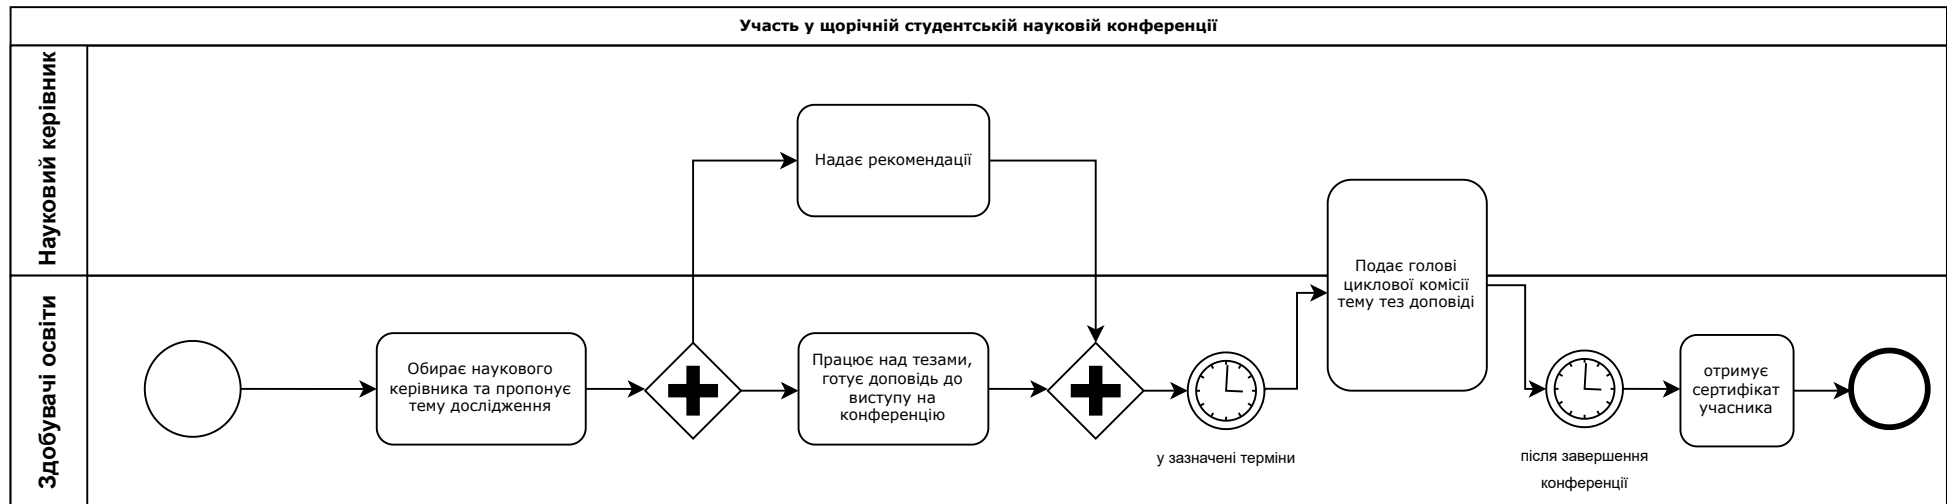 Участь у щорічній студентській науковій конференції
Науковий керівник
Надає рекомендації
Подає голові
циклової комісії
тему тез доповіді
Здобувачі освіти
Обирає наукового
керівника та пропонує
тему дослідження
Працює над тезами,
готує доповідь до
виступу на
конференцію
у зазначені терміни
після завершення
конференції
отримує
сертифікат
учасника